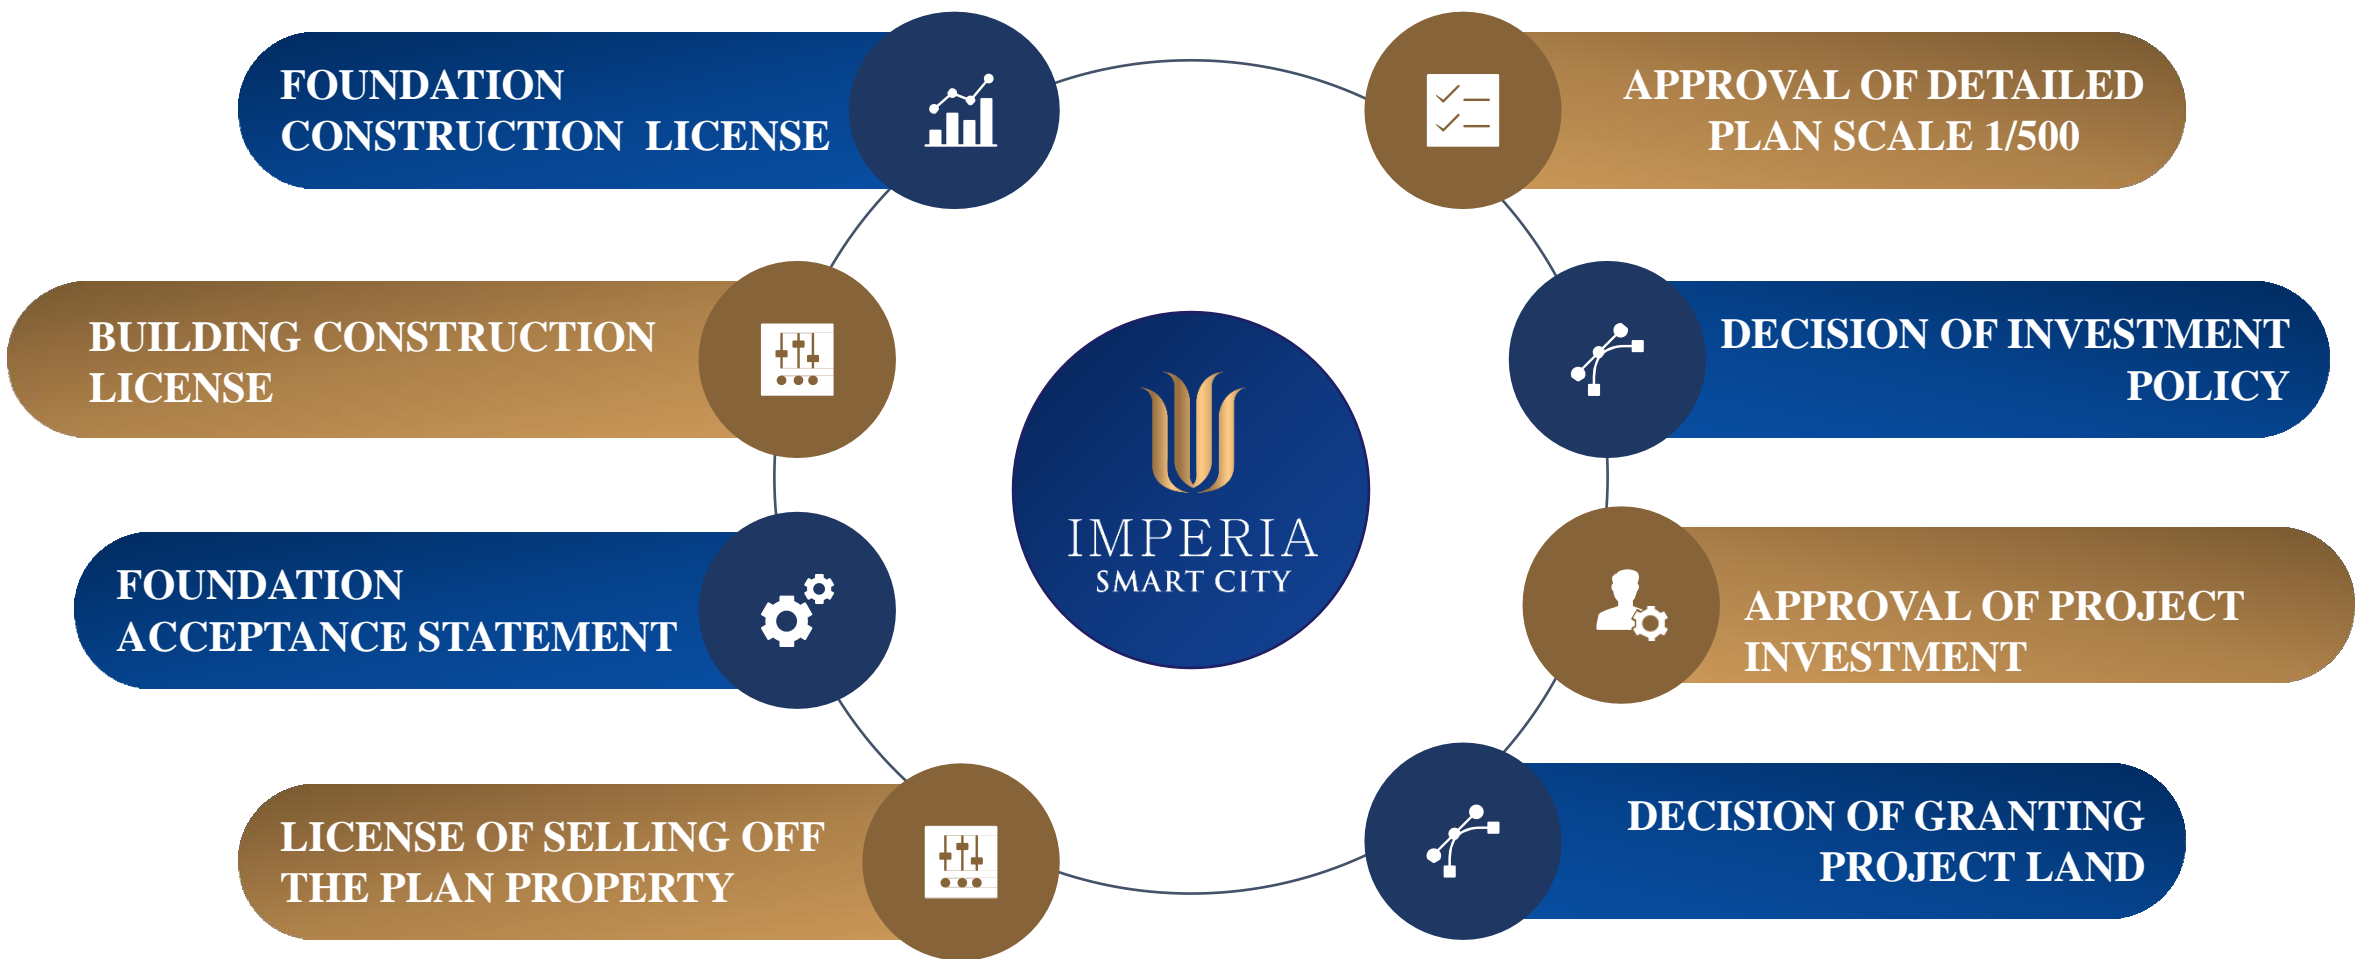 FOUNDATION
CONSTRUCTION LICENSE
BUILDING CONSTRUCTION
LICENSE
FOUNDATION
ACCEPTANCE STATEMENT
LICENSE OF SELLING OFF
THE PLAN PROPERTY
IMPERIA
SMART CITY
APPROVAL OF DETAILED
PLAN SCALE 1/500
DECISION OF INVESTMENT
POLICY
APPROVAL OF PROJECT
INVESTMENT
DECISION OF GRANTING
PROJECT LAND